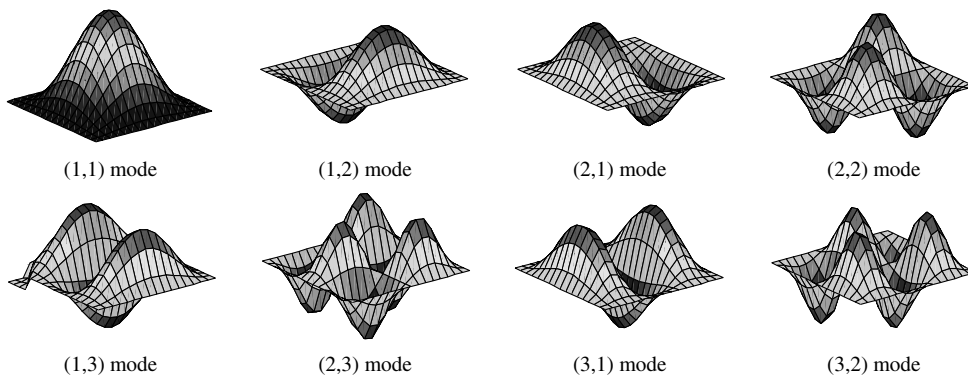 (1,1) mode (1,2) mode (2,1) mode (2,2) mode
(1,3) mode (2,3) mode (3,1) mode (3,2) mode